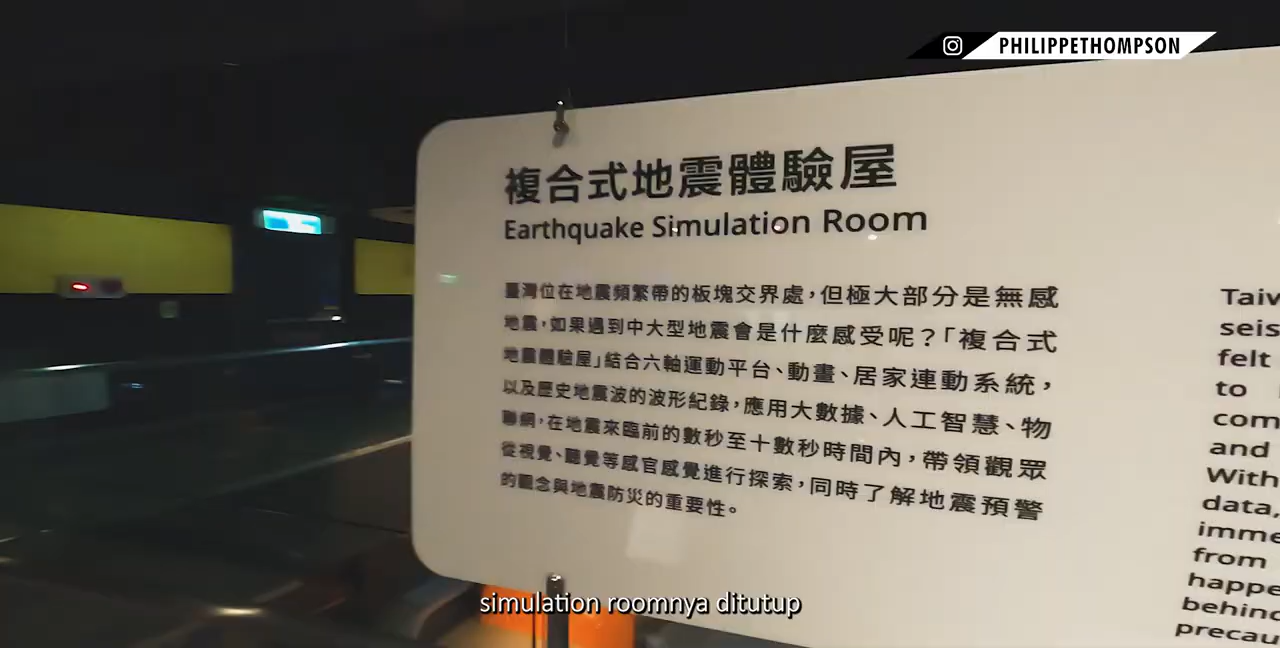 PHILIPPETHOMPSON
複合式地震體驗屋
Earthquake Simulation Room
臺灣位在地震頻繁帶的板塊交界處，但極大部分是無感
地震，如果遇到中大型地震會是什麼感受呢？「複合式
地震體驗屋」結合六軸運動平台、動畫、居家連動系統，
以及歷史地震波的波形紀錄，應用大數據、人工智慧、物
聯網，在地震來臨前的數秒至十數秒時間內，帶領觀眾
從視覺、聽覺等感官感覺進行探索，同時了解地震預警
的觀念與地震防災的重要性。
Taiw
seis
felt
to
com
and
With
data,
imme
from
happe
behind
precau
simulation roomnya ditutup